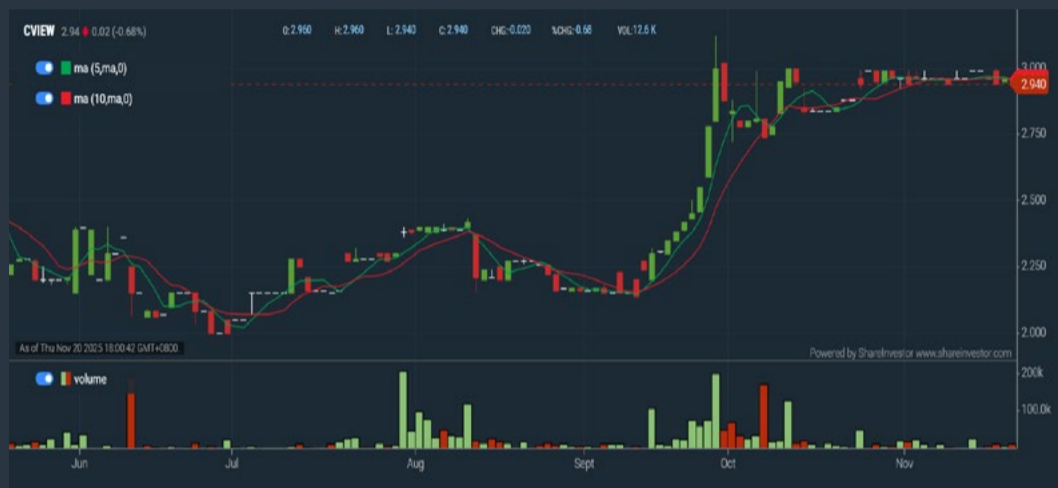 CVIEW 2.94 0.02 (-0.68%) O: 2.960 H: 2.960 L: 2.940 C: 2.940 CHG:-0.020 %CHG:-0.68 VOL:12.6 K
ma (5,ma,0)
ma (10,ma,0)
3.000
2.940
2.750
2.500
2.250
2.000
As of Thu Nov 20 2025 18:00:42 GMT+0800
Powered by ShareInvestor www.shareinvestor.com
volume
200k
100.0k
Jun Jul Aug Sept Oct Nov